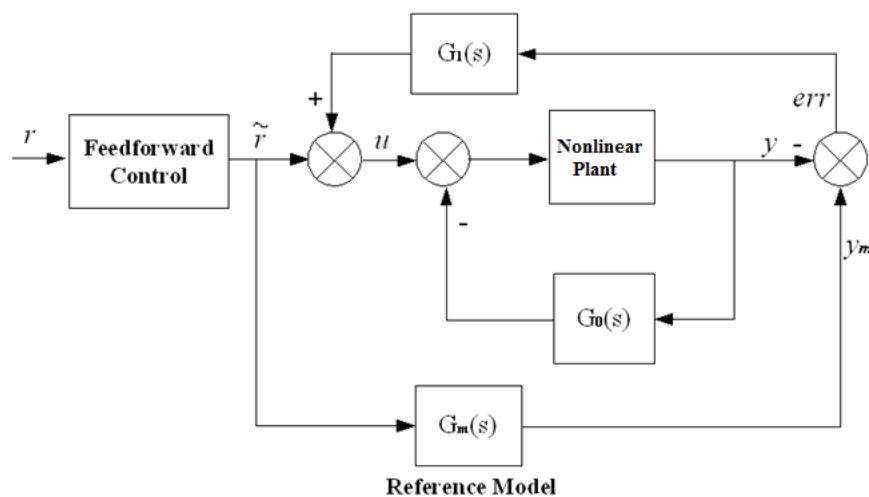 G₁(s)
+
err
r
Feedforward
Control
r̃
u
Nonlinear
Plant
y
-
-
yₘ
G₀(s)
Gₘ(s)
Reference Model